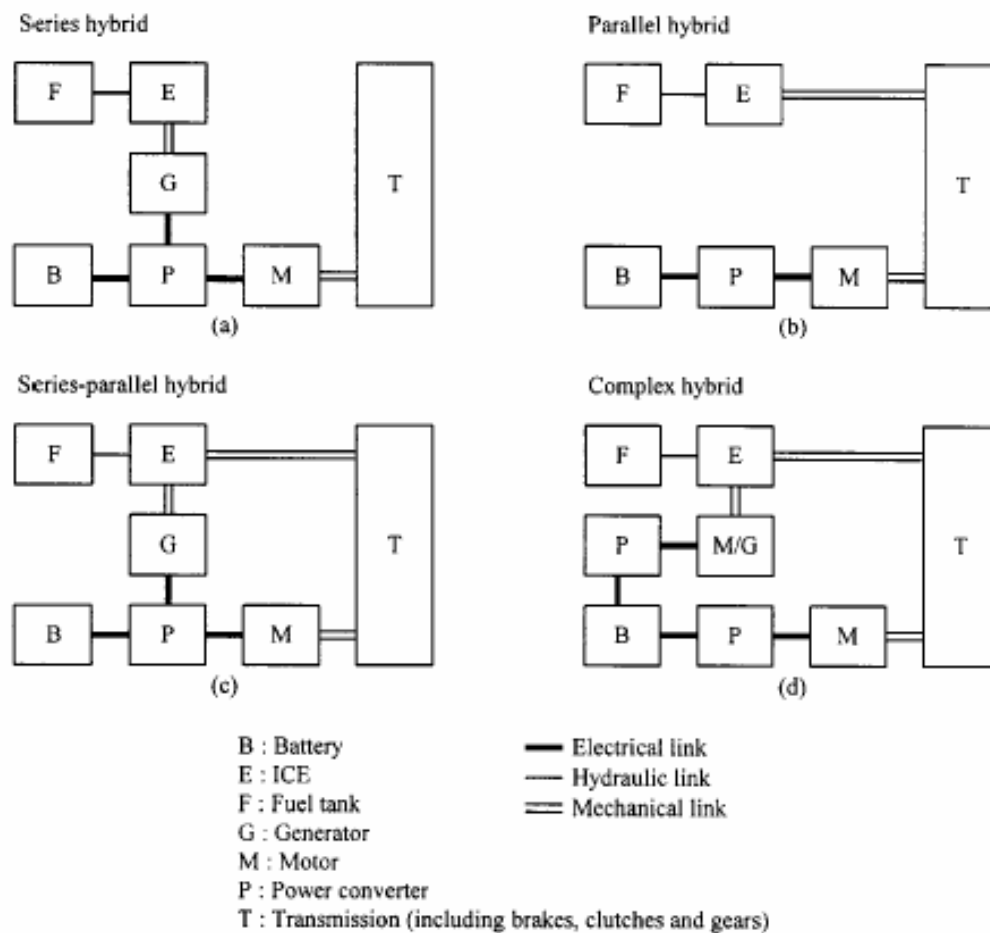 Series hybrid
Parallel hybrid
F E
G T
B P M
(a)
F E
T
B P M
(b)
Series-parallel hybrid
Complex hybrid
F E
G T
B P M
(c)
F E
P M/G T
B P M
(d)
B : Battery
E : ICE
F : Fuel tank
G : Generator
M : Motor
P : Power converter
T : Transmission (including brakes, clutches and gears)
Electrical link
Hydraulic link
Mechanical link